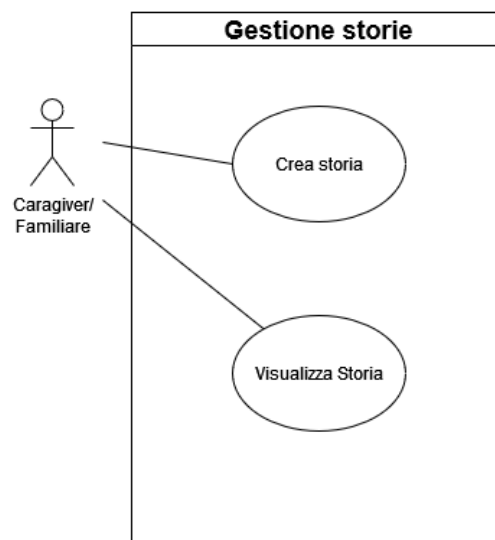 Gestione storie
Crea storia
Caragiver/
Familiare
Visualizza Storia